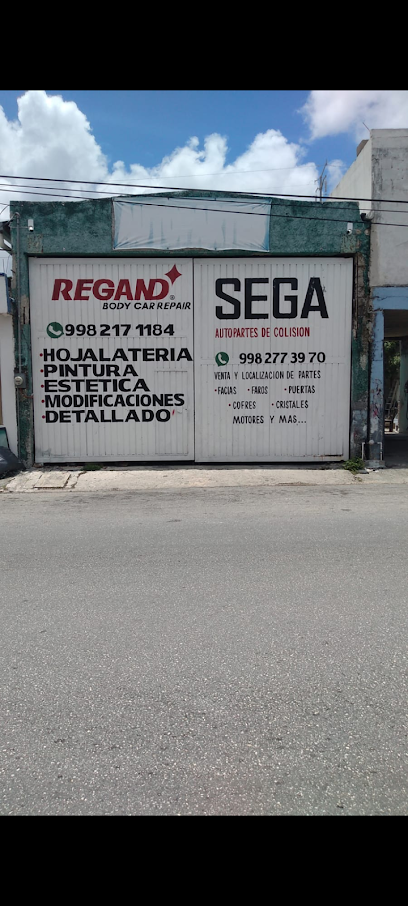 REGAND®
BODY CAR REPAIR
998 217 1184
•HOJALATERIA
•PINTURA
•ESTETICA
•MODIFICACIONES
•DETALLADO
SEGA
AUTOPARTES DE COLISION
998 277 39 70
VENTA Y LOCALIZACION DE PARTES
•FACIAS •FAROS •PUERTAS
•COFRES •CRISTALES
MOTORES Y MAS...